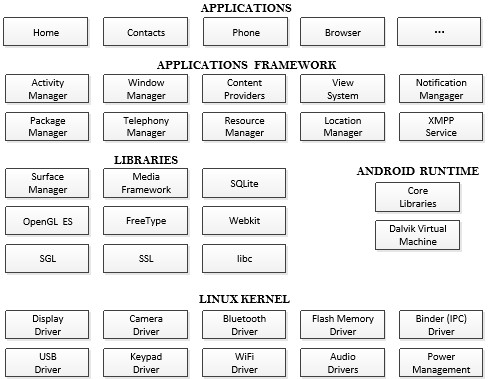 APPLICATIONS
Home
Contacts
Phone
Browser
...
APPLICATIONS FRAMEWORK
Activity
Manager
Window
Manager
Content
Providers
View
System
Notification
Mangager
Package
Manager
Telephony
Manager
Resource
Manager
Location
Manager
XMPP
Service
LIBRARIES
Surface
Manager
Media
Framework
SQLite
OpenGL ES
FreeType
Webkit
SGL
SSL
libc
ANDROID RUNTIME
Core
Libraries
Dalvik Virtual
Machine
LINUX KERNEL
Display
Driver
Camera
Driver
Bluetooth
Driver
Flash Memory
Driver
Binder (IPC)
Driver
USB
Driver
Keypad
Driver
WiFi
Driver
Audio
Drivers
Power
Management